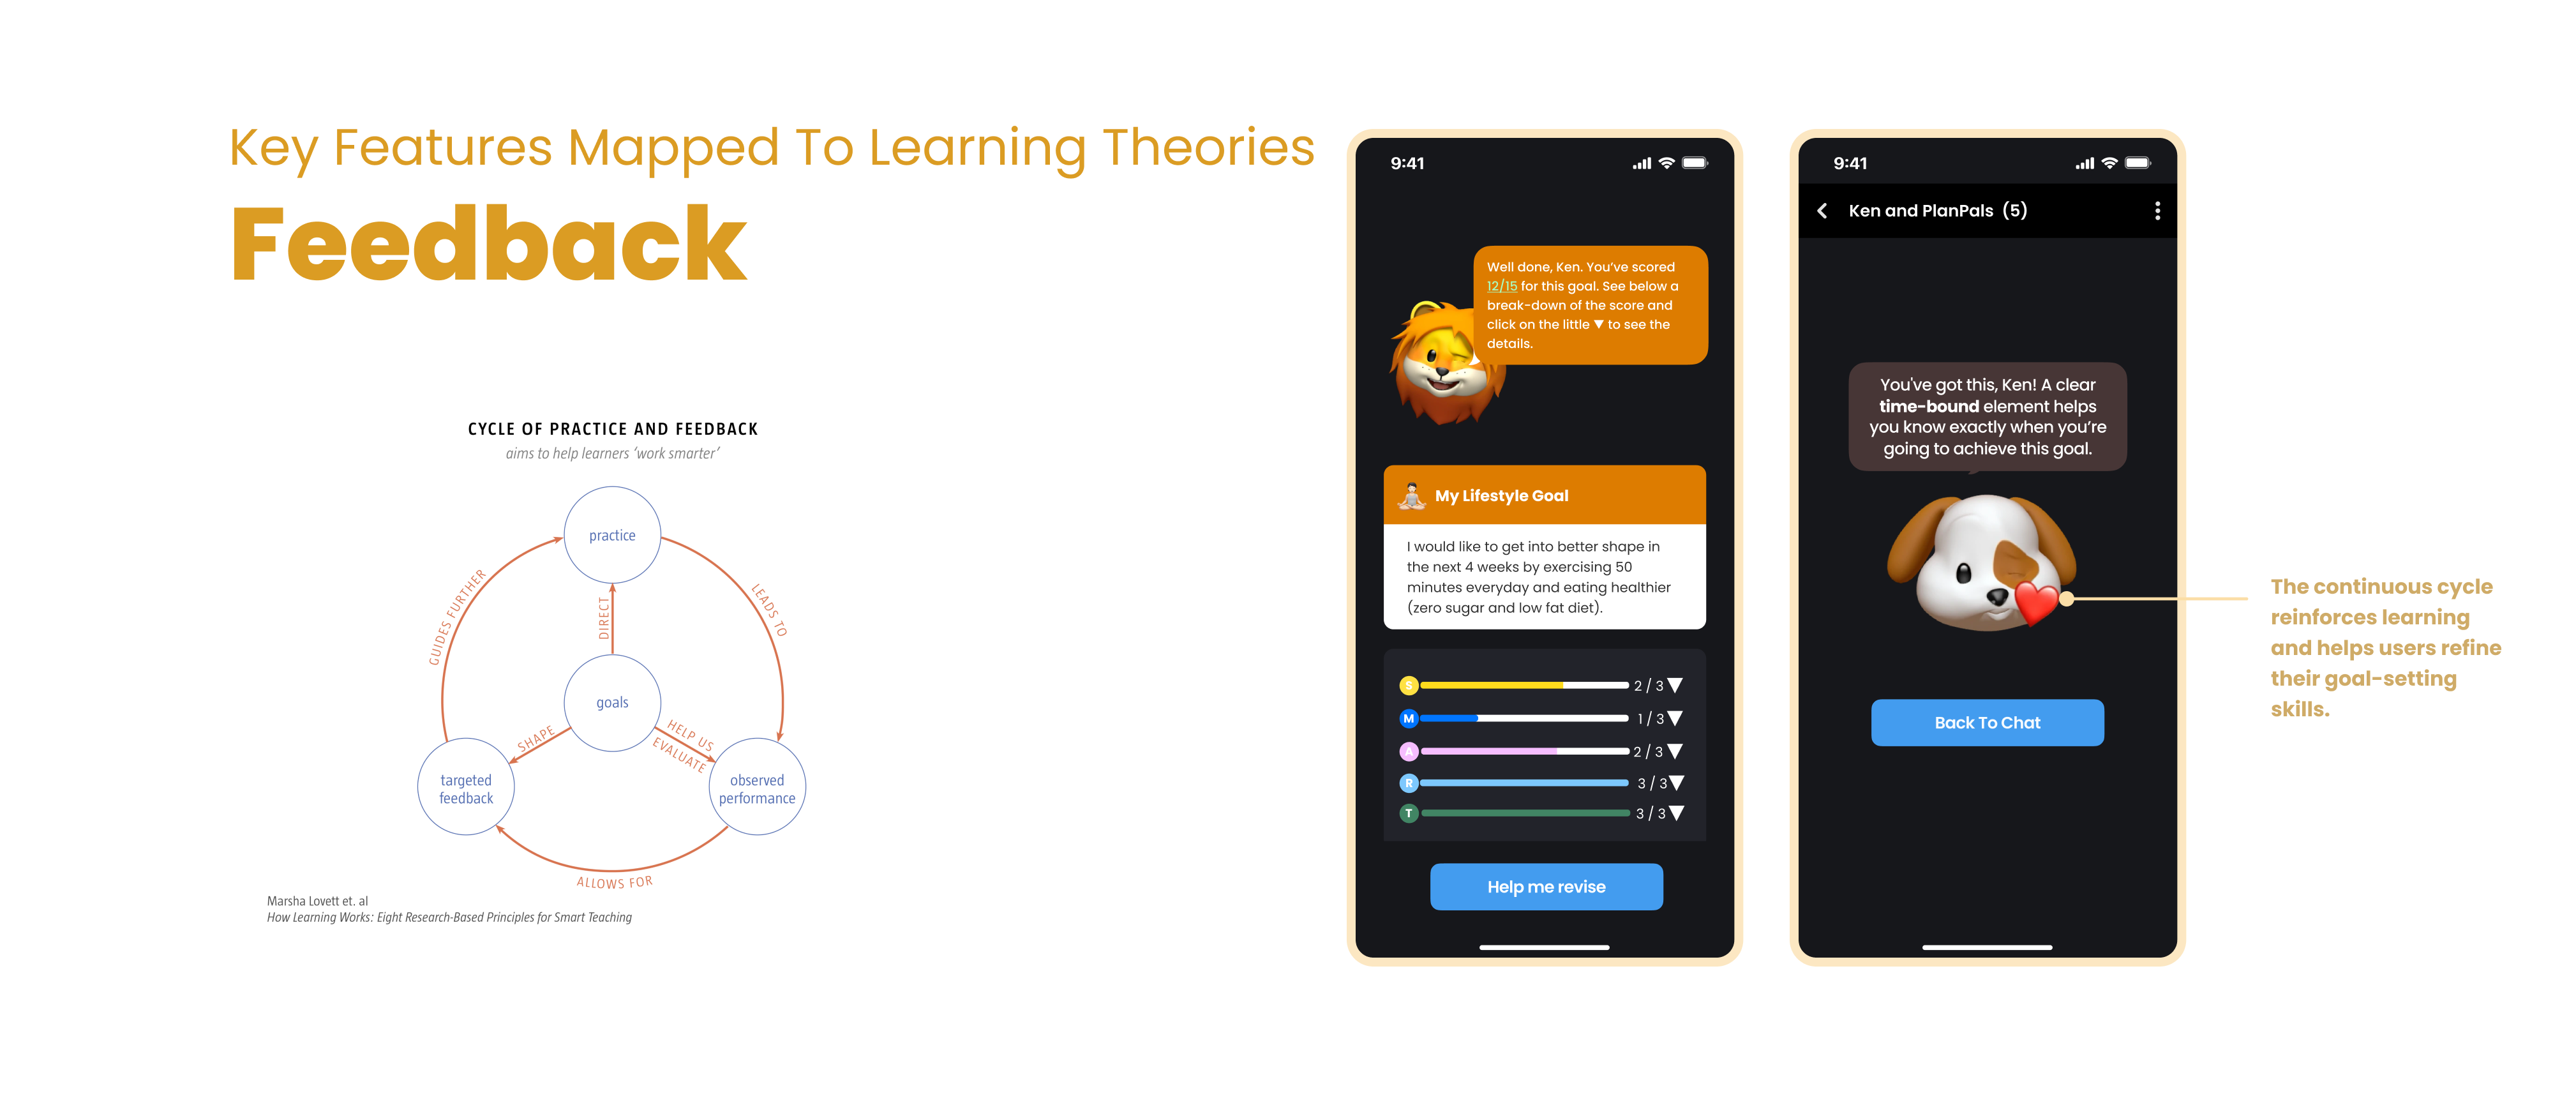 Key Features Mapped To Learning Theories
Feedback
CYCLE OF PRACTICE AND FEEDBACK
aims to help learners ‘work smarter’
practice
GUIDES FURTHER
LEADS TO
DIRECT
goals
SHAPE
HELP US
EVALUATE
targeted
feedback
observed
performance
ALLOWS FOR
Marsha Lovett et. al
How Learning Works: Eight Research-Based Principles for Smart Teaching
9:41
Well done, Ken. You’ve scored
12/15 for this goal. See below a
break-down of the score and
click on the little ▼ to see the
details.
My Lifestyle Goal
I would like to get into better shape in
the next 4 weeks by exercising 50
minutes everyday and eating healthier
(zero sugar and low fat diet).
S 2 / 3 ▼
M 1 / 3 ▼
A 2 / 3 ▼
R 3 / 3 ▼
T 3 / 3 ▼
Help me revise
9:41
Ken and PlanPals (5)
You've got this, Ken! A clear
time-bound element helps
you know exactly when you’re
going to achieve this goal.
Back To Chat
The continuous cycle
reinforces learning
and helps users refine
their goal-setting
skills.